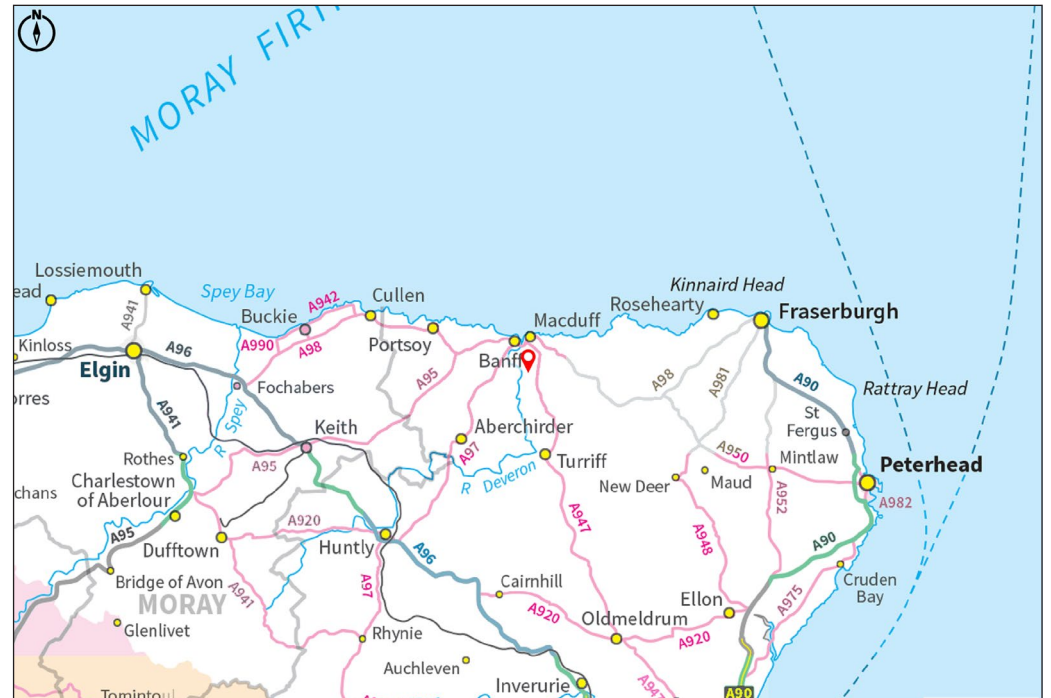 N
MORAY FIRT
Lossiemouth
ead
Kinloss
orres
chans
A941
Spey Bay
A942
Cullen
Buckie
A990
A98
Portsoy
Macduff
Banff
Kinnaird Head
Rosehearty
Fraserburgh
Elgin
A96
Fochabers
R Spey
A941
A95
A98
A981
A90
Rattray Head
St
Fergus
Keith
Aberchirder
A97
A95
Rothes
Charlestown
of Aberlour
R Deveron
Turriff
New Deer
Maud
A950
Mintlaw
Peterhead
A982
A952
A95
Dufftown
A920
Huntly
A96
A947
A948
A90
Bridge of Avon
MORAY
A941
A97
Cairnhill
A920
Ellon
A975
Cruden
Bay
Glenlivet
Rhynie
Oldmeldrum
A920
Auchleven
Tomintoul
Inverurie
A947
A90